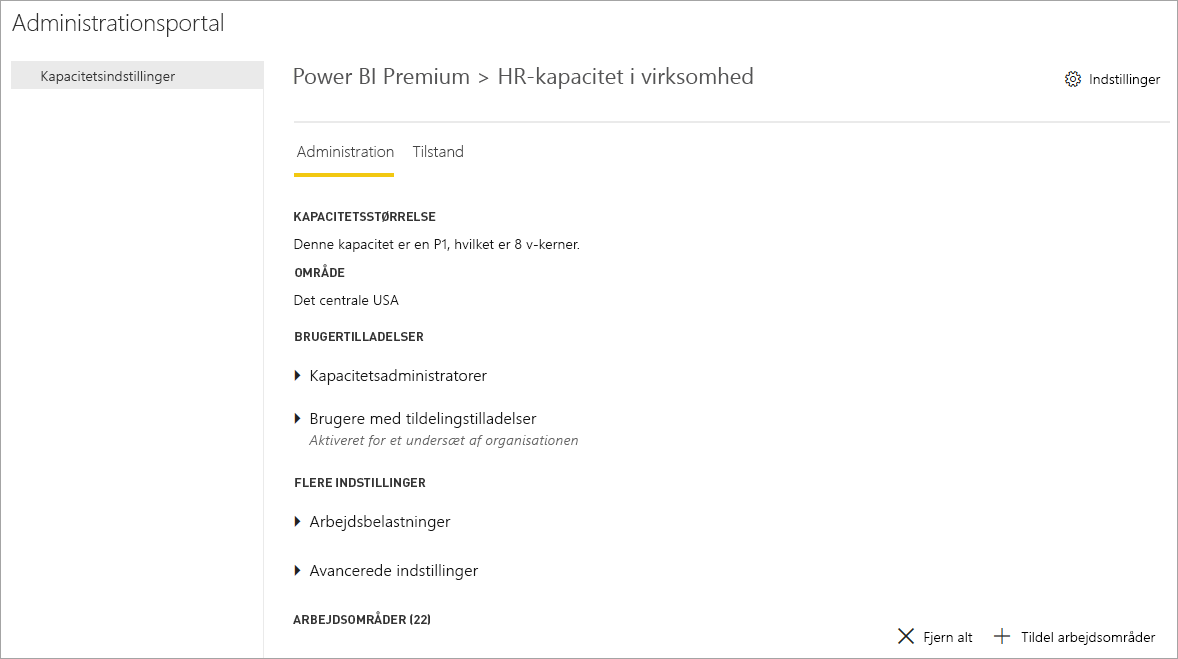 Administrationsportal
Kapacitetsindstillinger
Power BI Premium > HR-kapacitet i virksomhed
Indstillinger
Administration Tilstand
KAPACITETSSTØRRELSE
Denne kapacitet er en P1, hvilket er 8 v-kerner.
OMRÅDE
Det centrale USA
BRUGERTILLADELSER
Kapacitetsadministratorer
Brugere med tildelingstilladelser
Aktiveret for et undersæt af organisationen
FLERE INDSTILLINGER
Arbejdsbelastninger
Avancerede indstillinger
ARBEJDSOMRÅDER (22)
Fjern alt Tildel arbejdsområder